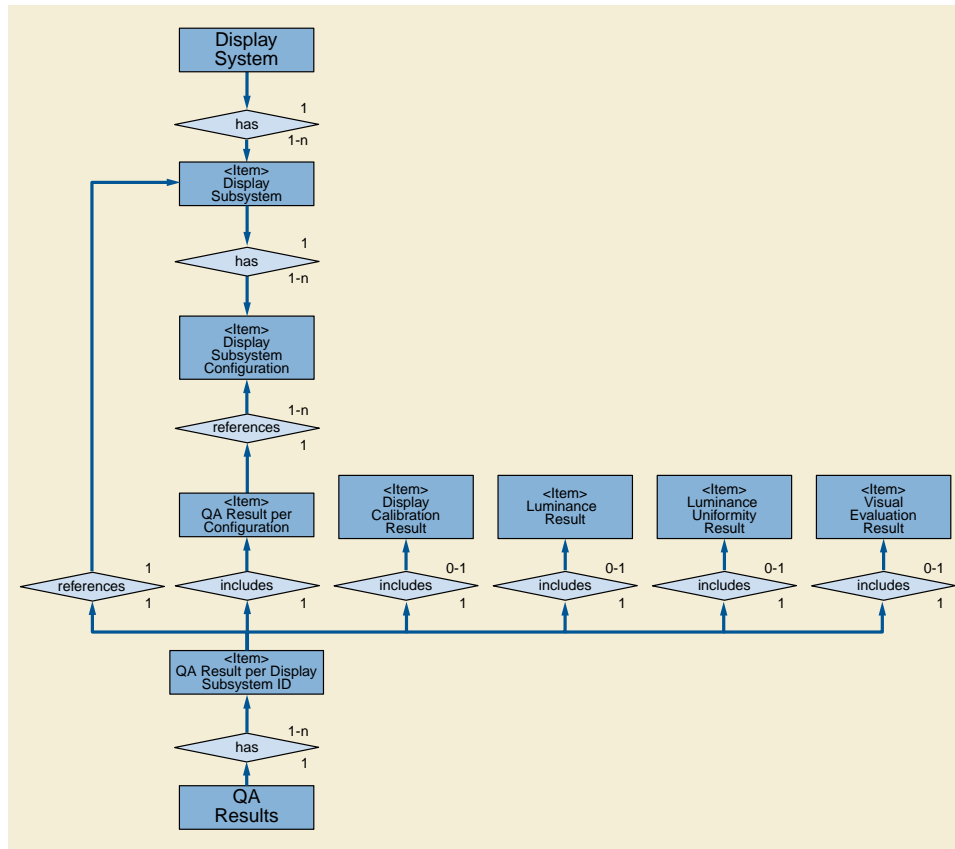 Display
System
1
has
1-n
<Item>
Display
Subsystem
1
has
1-n
<Item>
Display
Subsystem
Configuration
1-n
references
1
<Item>
QA Result per
Configuration
<Item>
Display
Calibration
Result
<Item>
Luminance
Result
<Item>
Luminance
Uniformity
Result
<Item>
Visual
Evaluation
Result
1
references
1
includes
1
0-1
includes
1
0-1
includes
1
0-1
includes
1
0-1
includes
1
<Item>
QA Result per Display
Subsystem ID
1-n
has
1
QA
Results